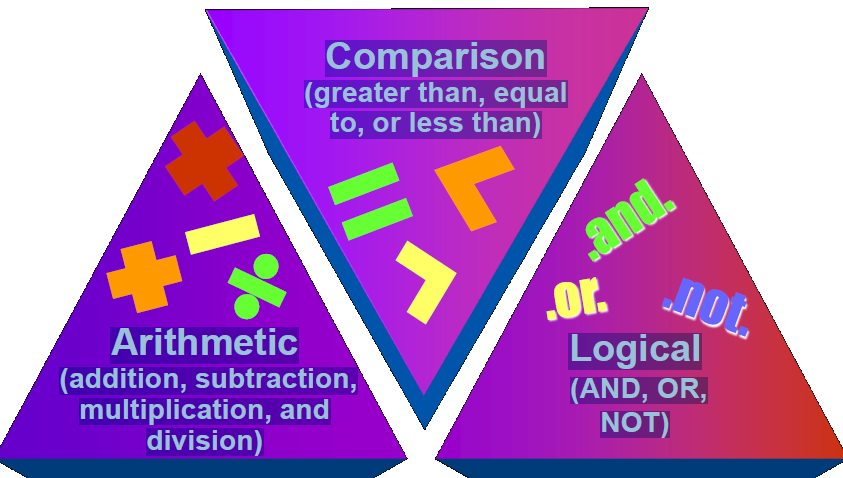 Comparison
(greater than, equal
to, or less than)
Arithmetic
(addition, subtraction,
multiplication, and
division)
.and.
.or.
.not.
Logical
(AND, OR,
NOT)